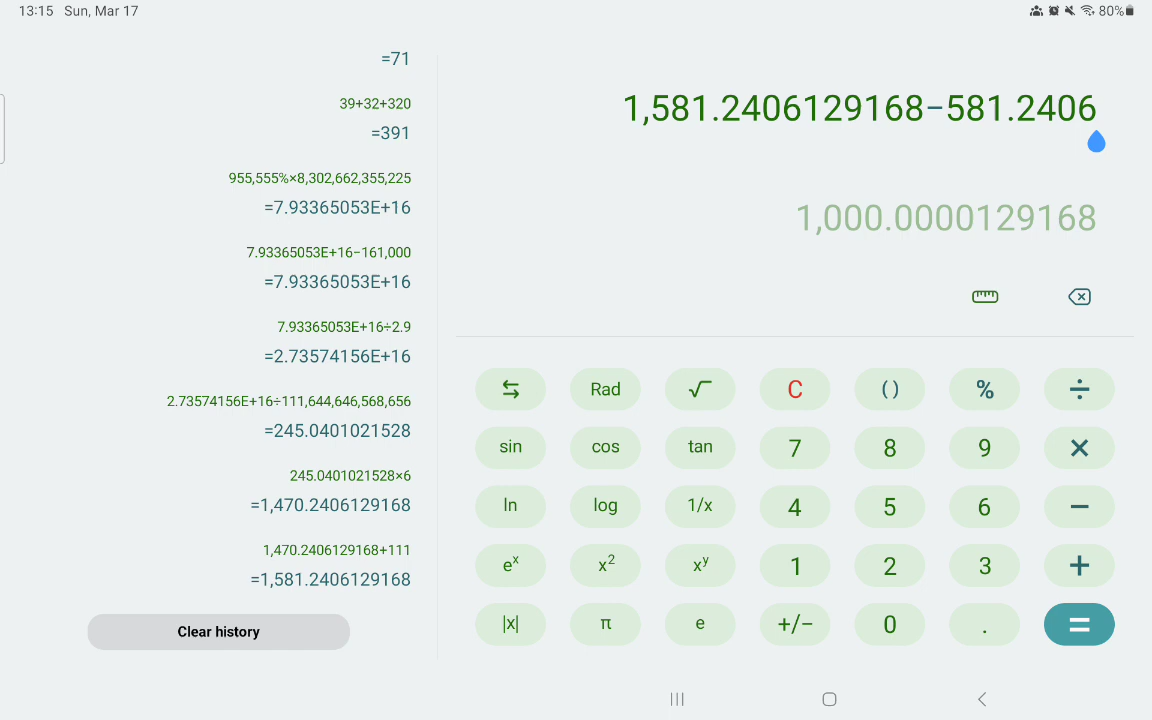 13:15 Sun, Mar 17
80%
=71
39+32+320
=391
955,555%×8,302,662,355,225
=7.93365053E+16
7.93365053E+16−161,000
=7.93365053E+16
7.93365053E+16÷2.9
=2.73574156E+16
2.73574156E+16÷111,644,646,568,656
=245.0401021528
245.0401021528×6
=1,470.2406129168
1,470.2406129168+111
=1,581.2406129168
Clear history
1,581.2406129168−581.2406
1,000.0000129168
⇆ Rad √ C ( ) % ÷
sin cos tan 7 8 9 ×
ln log 1/x 4 5 6 −
eˣ x² xʸ 1 2 3 +
|x| π e +/− 0 . =